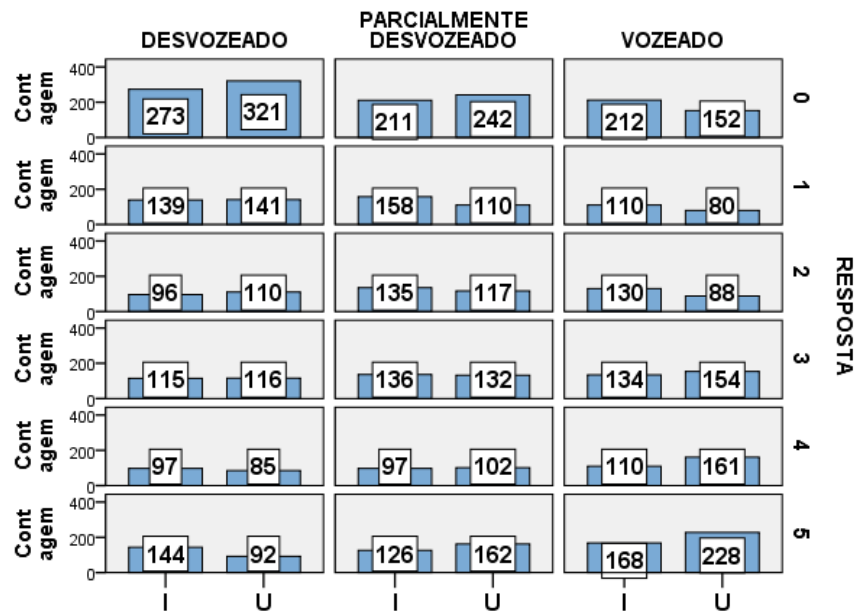 PARCIALMENTE
DESVOZEADO DESVOZEADO VOZEADO
Cont
agem
400
200
0
273 321 211 242 212 152
0
Cont
agem
400
200
0
139 141 158 110 110 80
1
Cont
agem
400
200
0
96 110 135 117 130 88
2
RESPOSTA
Cont
agem
400
200
0
115 116 136 132 134 154
3
Cont
agem
400
200
0
97 85 97 102 110 161
4
Cont
agem
400
200
0
144 92 126 162 168 228
5
I U I U I U